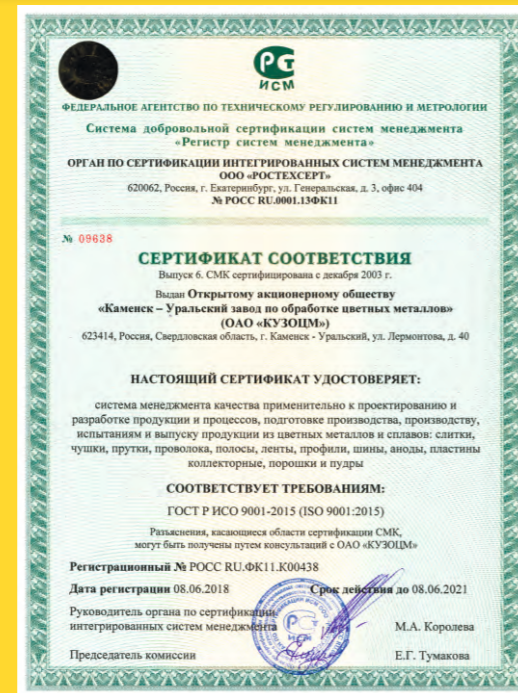 РСТ
ИСМ
ФЕДЕРАЛЬНОЕ АГЕНТСТВО ПО ТЕХНИЧЕСКОМУ РЕГУЛИРОВАНИЮ И МЕТРОЛОГИИ
Система добровольной сертификации систем менеджмента
«Регистр систем менеджмента»
ОРГАН ПО СЕРТИФИКАЦИИ ИНТЕГРИРОВАННЫХ СИСТЕМ МЕНЕДЖМЕНТА
ООО «РОСТЕХСЕРТ»
620062, Россия, г. Екатеринбург, ул. Генеральская, д. 3, офис 404
№ РОСС RU.0001.13ФК11
№ 09638
СЕРТИФИКАТ СООТВЕТСТВИЯ
Выпуск 6. СМК сертифицирована с декабря 2003 г.
Выдан Открытому акционерному обществу
«Каменск – Уральский завод по обработке цветных металлов»
(ОАО «КУЗОЦМ»)
623414, Россия, Свердловская область, г. Каменск - Уральский, ул. Лермонтова, д. 40
НАСТОЯЩИЙ СЕРТИФИКАТ УДОСТОВЕРЯЕТ:
система менеджмента качества применительно к проектированию и
разработке продукции и процессов, подготовке производства, производству,
испытаниям и выпуску продукции из цветных металлов и сплавов: слитки,
чушки, прутки, проволока, полосы, ленты, профили, шины, аноды, пластины
коллекторные, порошки и пудры
СООТВЕТСТВУЕТ ТРЕБОВАНИЯМ:
ГОСТ Р ИСО 9001-2015 (ISO 9001:2015)
Разъяснения, касающиеся области сертификации СМК,
могут быть получены путем консультаций с ОАО «КУЗОЦМ»
Регистрационный № РОСС RU.ФК11.К00438
Дата регистрации 08.06.2018 Срок действия до 08.06.2021
Руководитель органа по сертификации
интегрированных систем менеджмента М.А. Королева
Председатель комиссии Е.Г. Тумакова